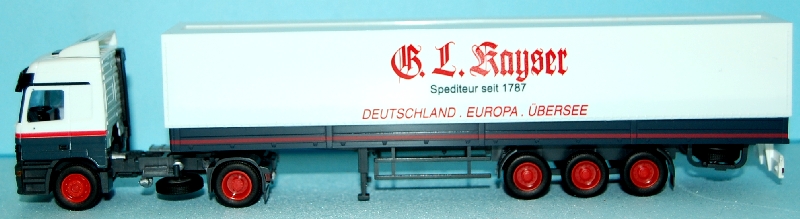 G. L. Kayser
Spediteur seit 1787
DEUTSCHLAND . EUROPA . ÜBERSEE